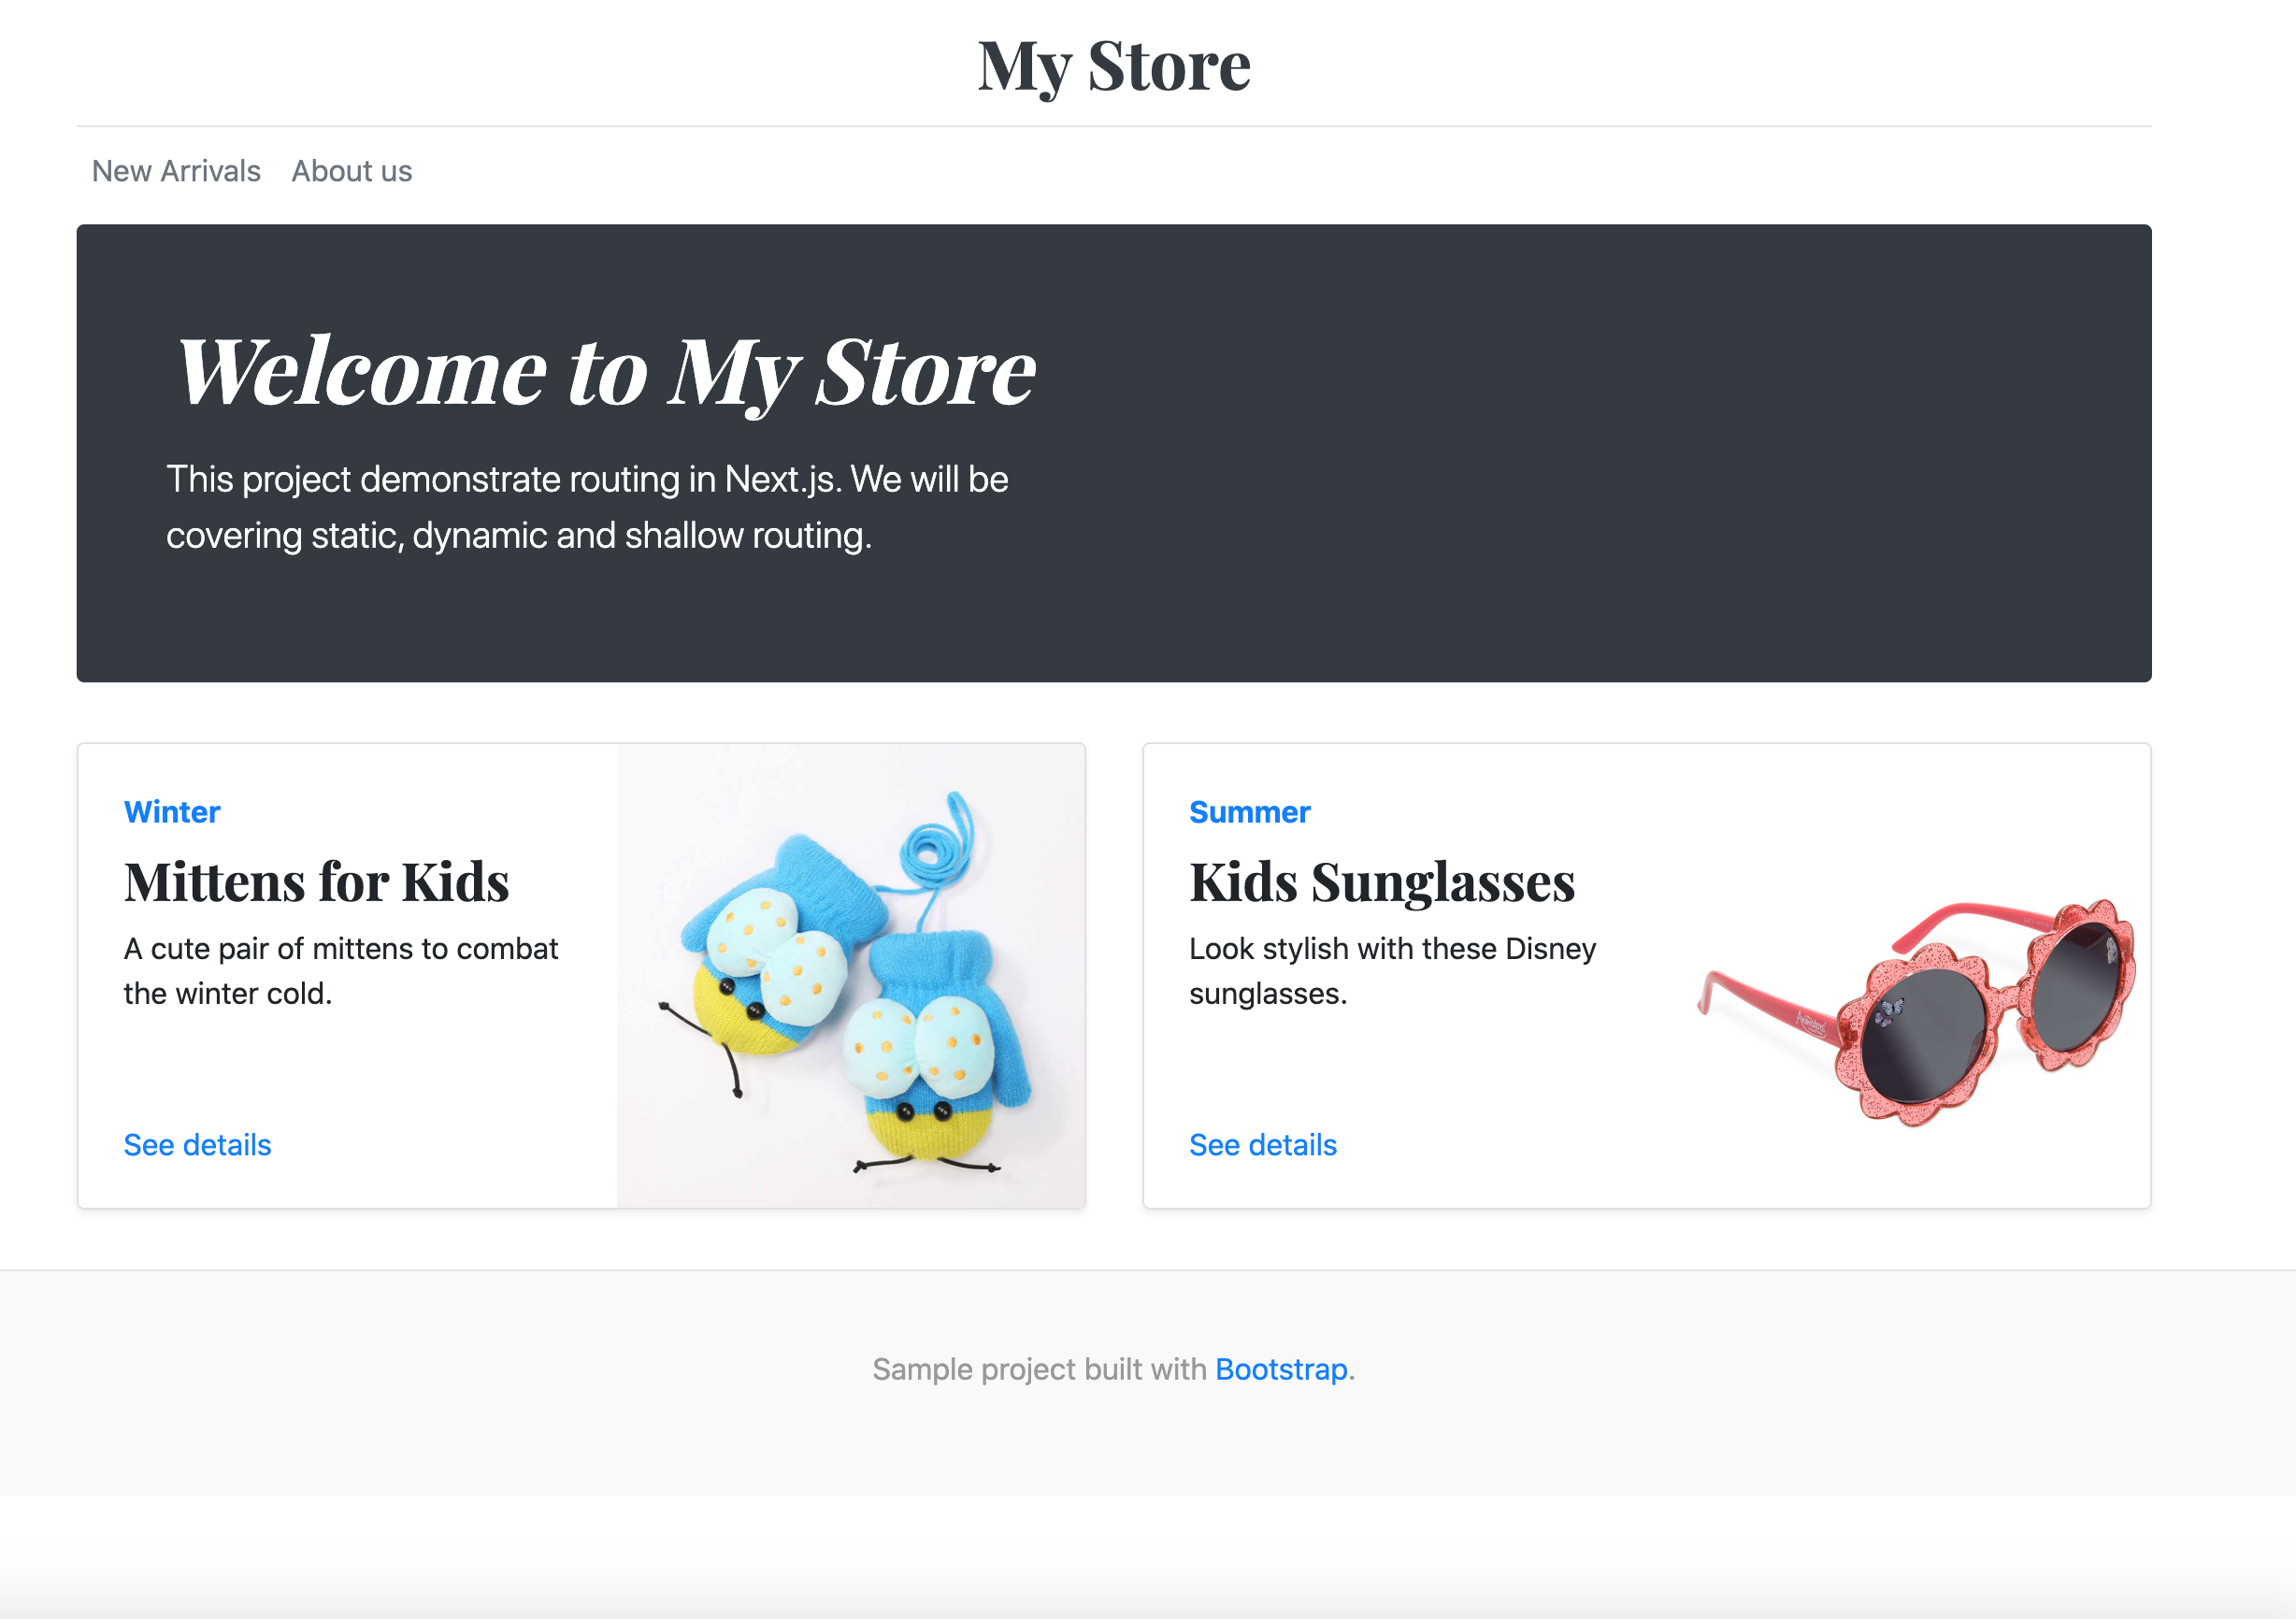 My Store
New Arrivals About us
Welcome to My Store
This project demonstrate routing in Next.js. We will be
covering static, dynamic and shallow routing.
Winter
Mittens for Kids
A cute pair of mittens to combat
the winter cold.
See details
Summer
Kids Sunglasses
Look stylish with these Disney
sunglasses.
See details
Sample project built with Bootstrap.